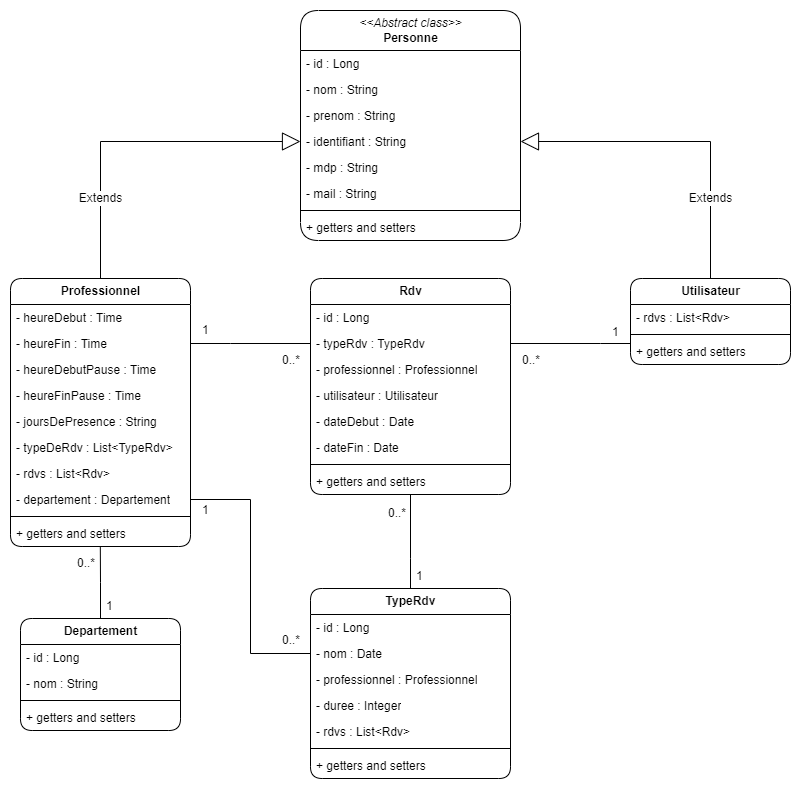 <<Abstract class>>
Personne
- id : Long
- nom : String
- prenom : String
- identifiant : String
- mdp : String
- mail : String
+ getters and setters
Extends
Extends
Professionnel
- heureDebut : Time
- heureFin : Time
- heureDebutPause : Time
- heureFinPause : Time
- joursDePresence : String
- typeDeRdv : List<TypeRdv>
- rdvs : List<Rdv>
- departement : Departement
+ getters and setters
1
0..*
Rdv
- id : Long
- typeRdv : TypeRdv
- professionnel : Professionnel
- utilisateur : Utilisateur
- dateDebut : Date
- dateFin : Date
+ getters and setters
1
0..*
Utilisateur
- rdvs : List<Rdv>
+ getters and setters
1
0..*
0..*
1
0..*
1
Departement
- id : Long
- nom : String
+ getters and setters
TypeRdv
- id : Long
- nom : Date
- professionnel : Professionnel
- duree : Integer
- rdvs : List<Rdv>
+ getters and setters